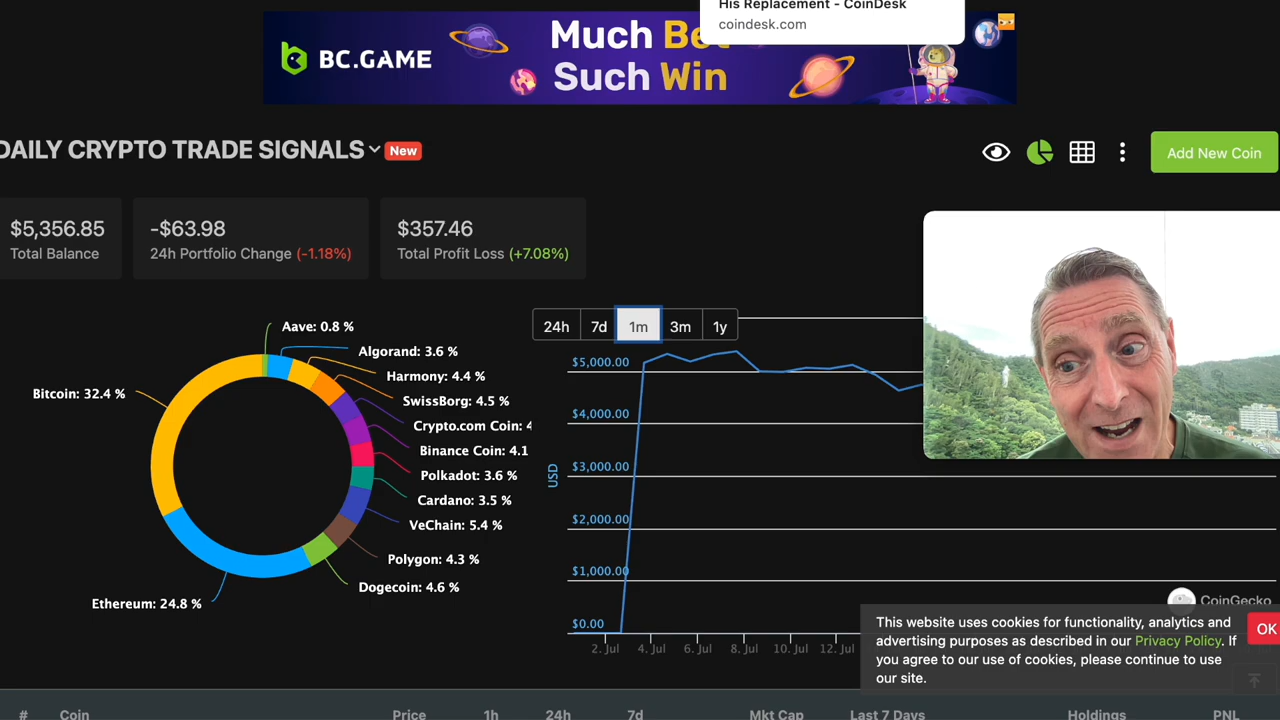 His Replacement - CoinDesk
coindesk.com
BC.GAME
Much Bet
Such Win
DAILY CRYPTO TRADE SIGNALS
New
Add New Coin
$5,356.85
Total Balance
-$63.98
24h Portfolio Change (-1.18%)
$357.46
Total Profit Loss (+7.08%)
Aave: 0.8 %
Algorand: 3.6 %
Harmony: 4.4 %
SwissBorg: 4.5 %
Crypto.com Coin: 4
Binance Coin: 4.1
Polkadot: 3.6 %
Cardano: 3.5 %
VeChain: 5.4 %
Polygon: 4.3 %
Dogecoin: 4.6 %
Ethereum: 24.8 %
Bitcoin: 32.4 %
24h 7d 1m 3m 1y
$5,000.00
$4,000.00
$3,000.00
$2,000.00
$1,000.00
$0.00
USD
2. Jul 4. Jul 6. Jul 8. Jul 10. Jul 12. Jul
CoinGecko
This website uses cookies for functionality, analytics and
advertising purposes as described in our Privacy Policy. If
you agree to our use of cookies, please continue to use
our site.
OK
# Coin Price 1h 24h 7d Mkt Cap Last 7 Days Holdings PNL